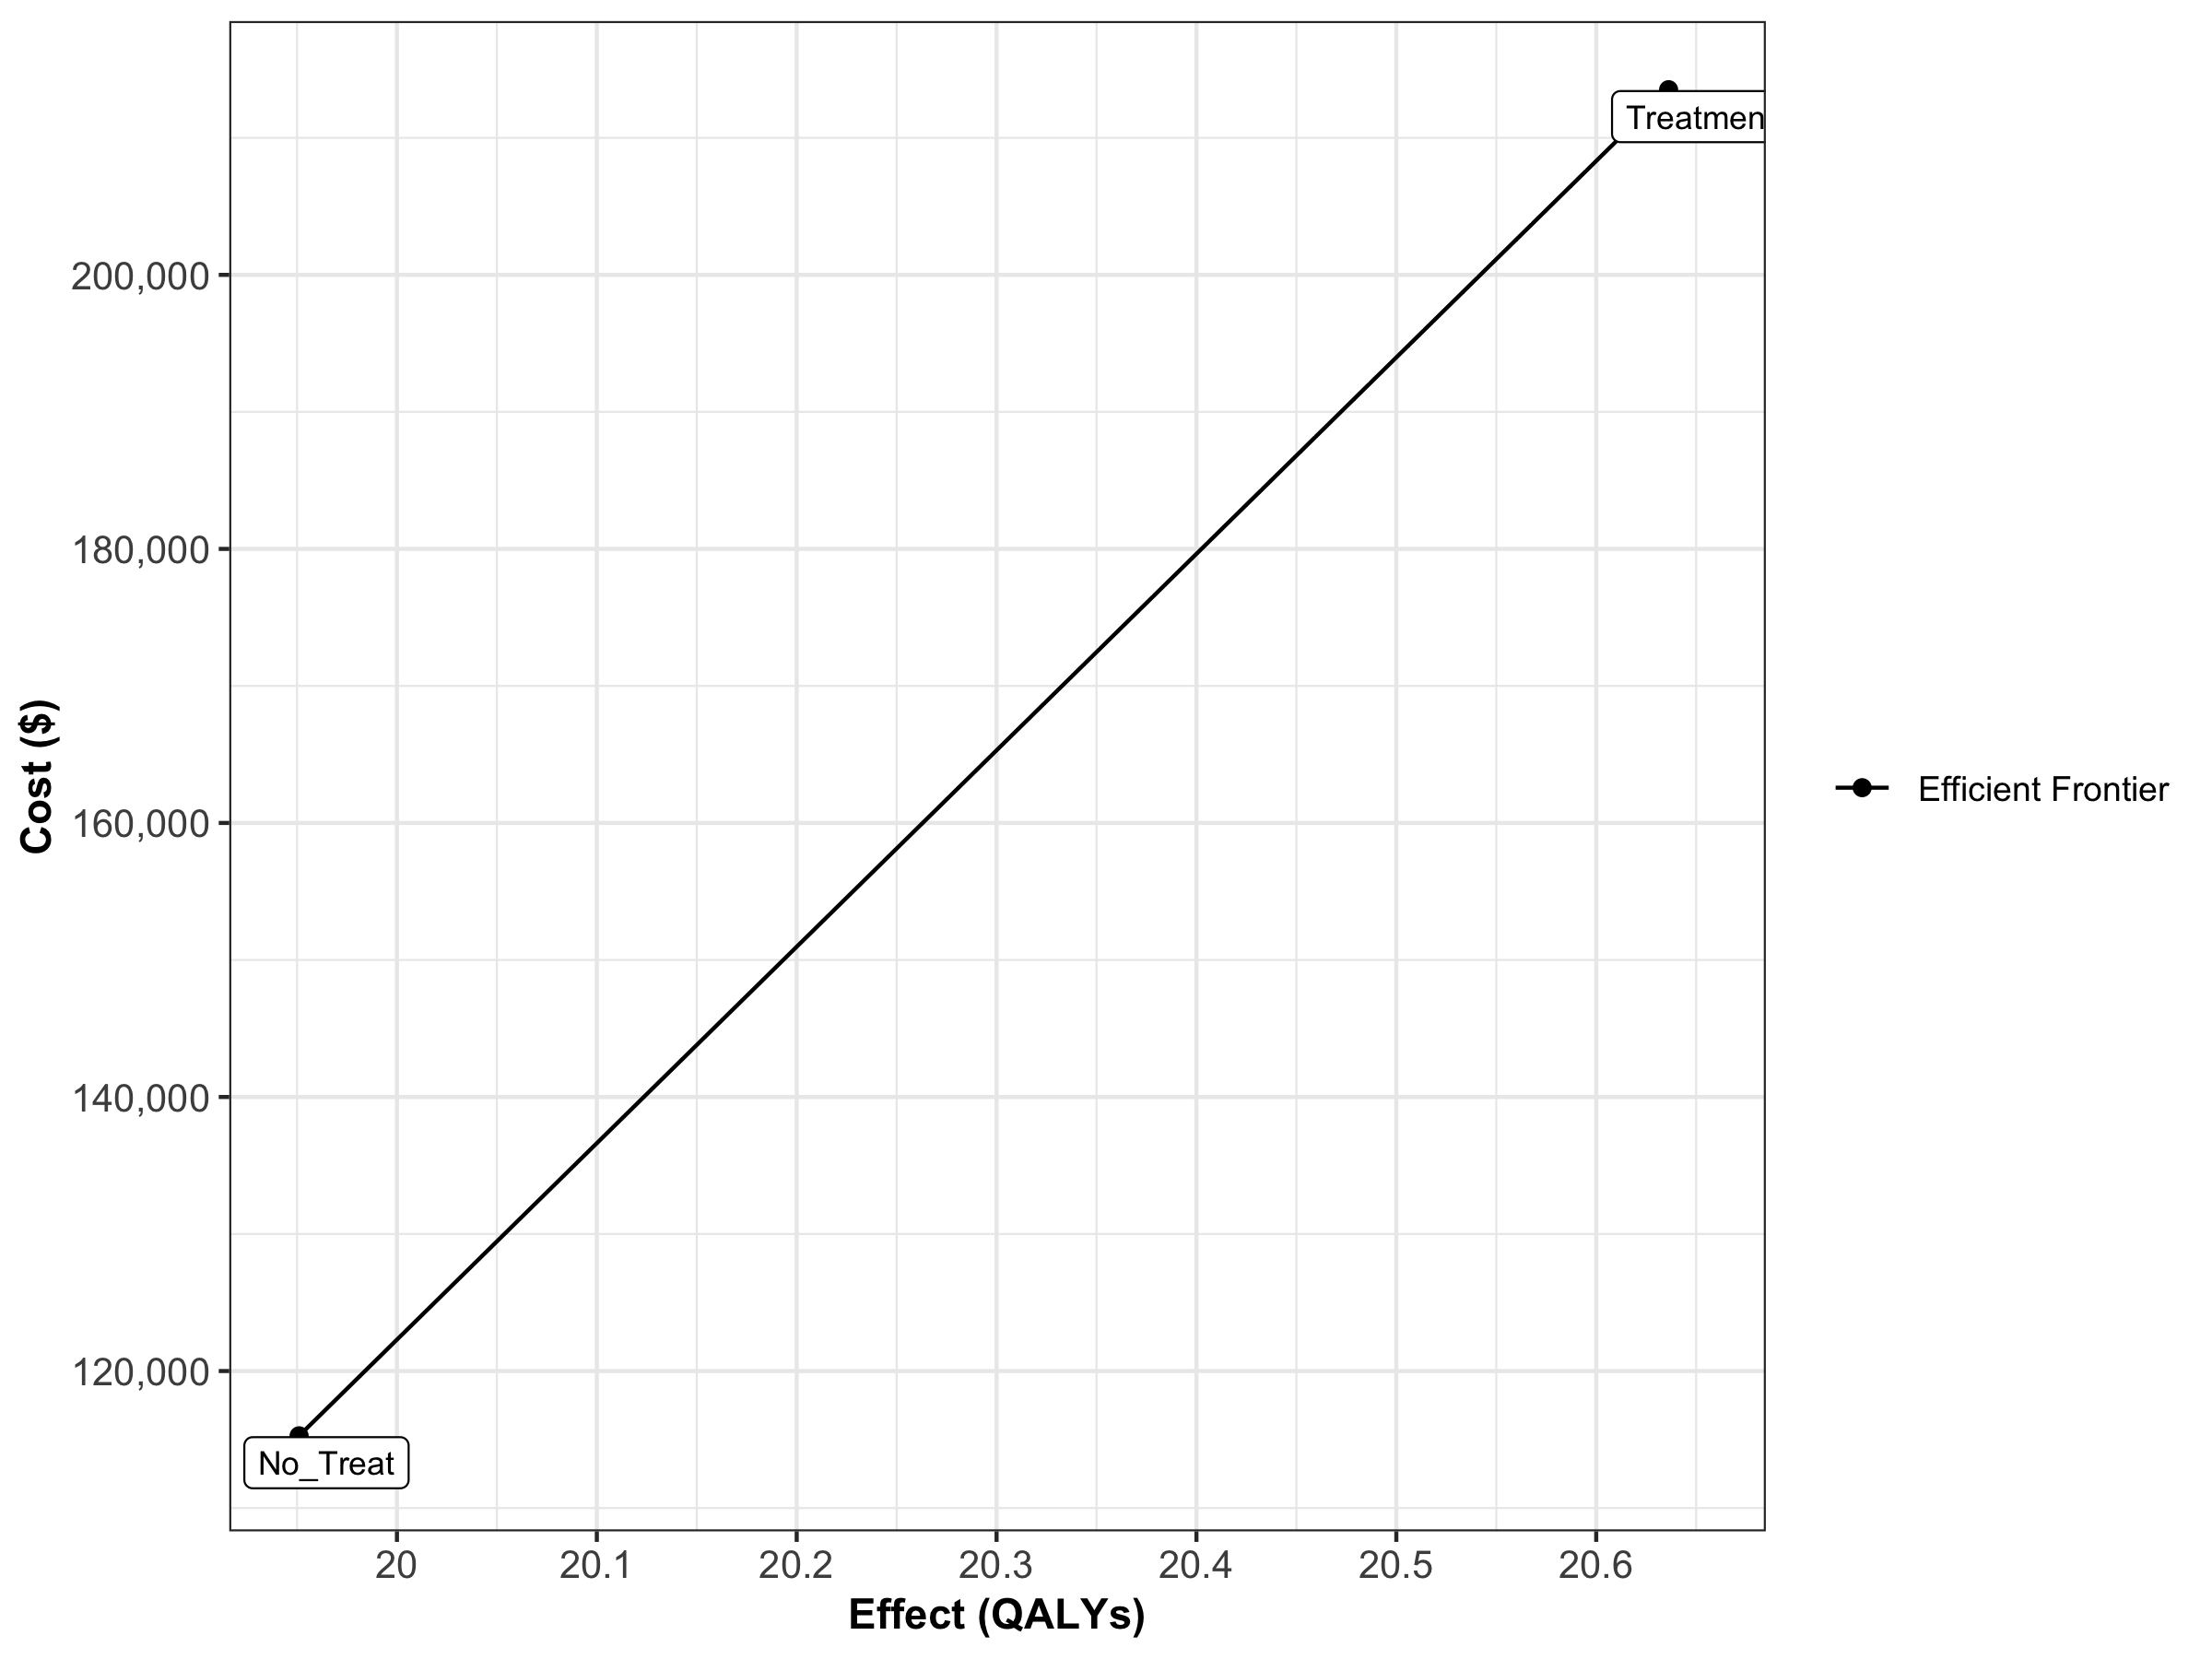 Treatmen
200,000
180,000
160,000
140,000
120,000
Cost ($)
Efficient Frontier
No_Treat
20
20.1
20.2
20.3
20.4
20.5
20.6
Effect (QALYs)